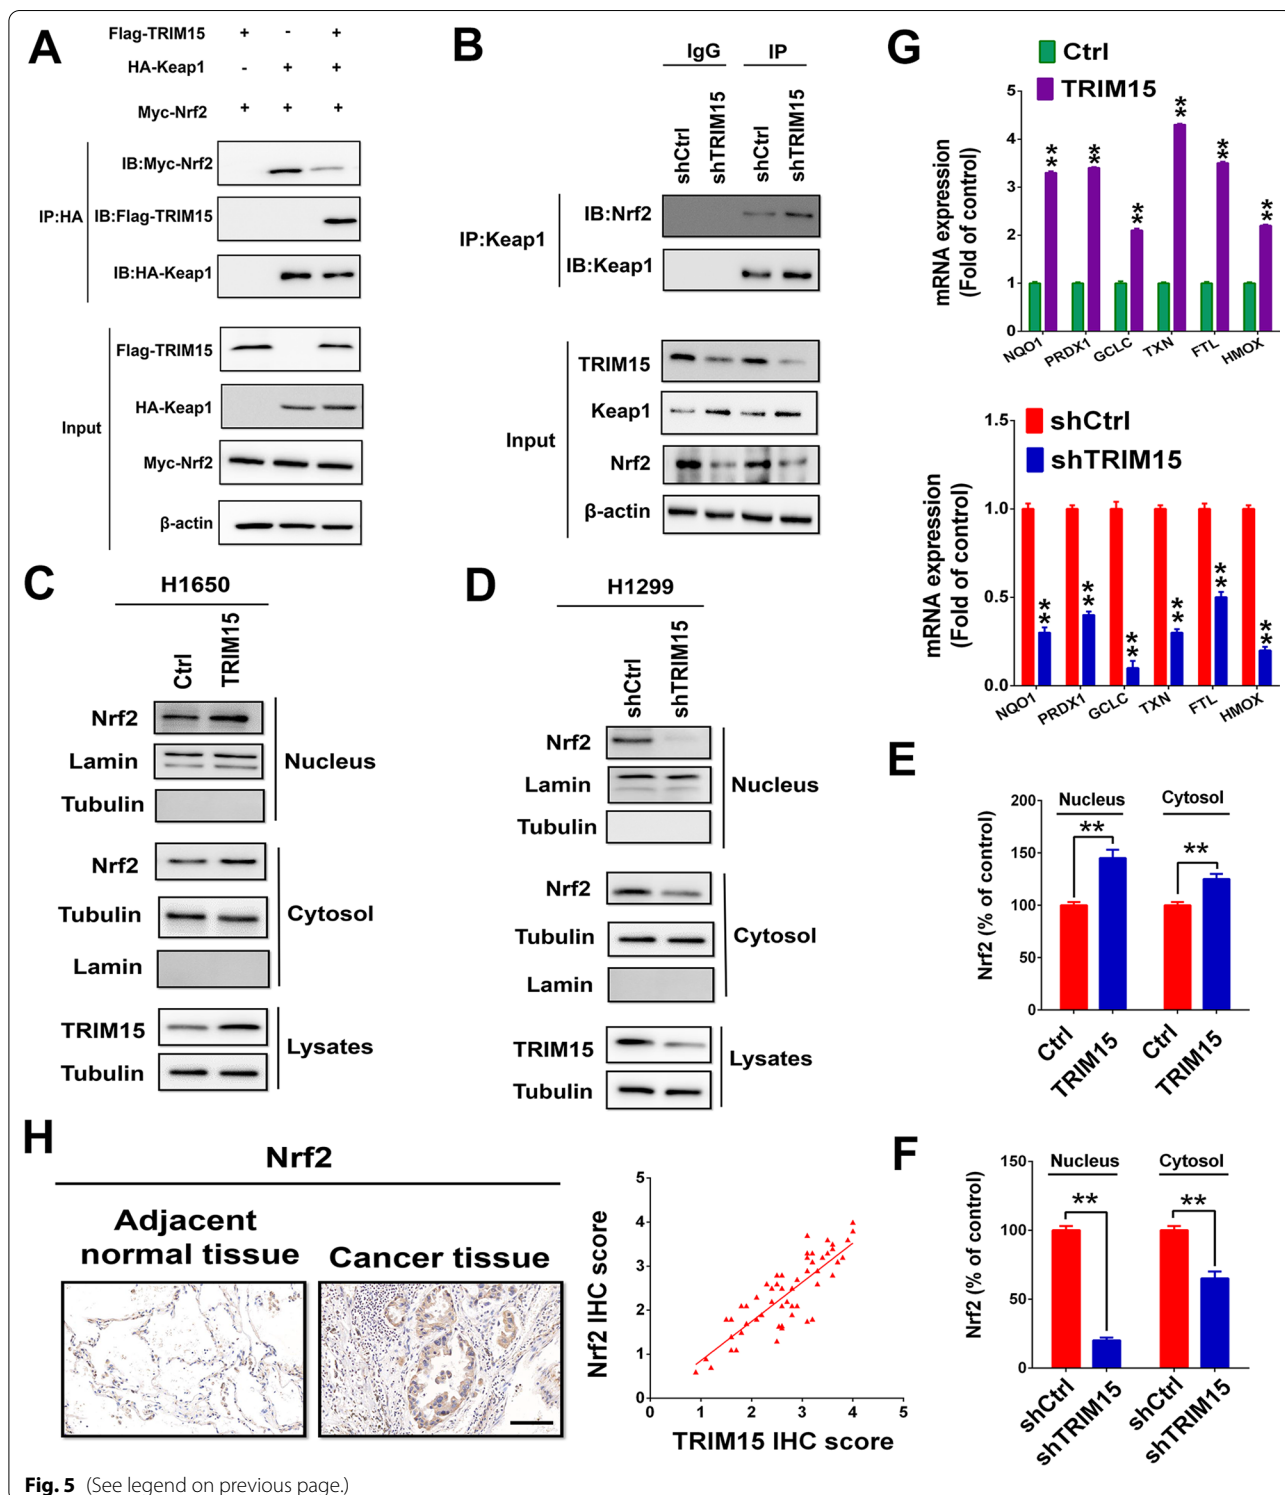 A
Flag-TRIM15 + - +
HA-Keap1 - + +
Myc-Nrf2 + + +
IP:HA
IB:Myc-Nrf2
IB:Flag-TRIM15
IB:HA-Keap1
Input
Flag-TRIM15
HA-Keap1
Myc-Nrf2
β-actin
B
IgG IP
shCtrl shTRIM15 shCtrl shTRIM15
IP:Keap1
IB:Nrf2
IB:Keap1
Input
TRIM15
Keap1
Nrf2
β-actin
G
Ctrl
TRIM15
mRNA expression
(Fold of control)
5
4
3
2
1
0
** ** ** ** ** **
NQO1 PRDX1 GCLC TXN FTL HMOX
shCtrl
shTRIM15
mRNA expression
(Fold of control)
1.5
1.0
0.5
0.0
** ** ** ** ** **
NQO1 PRDX1 GCLC TXN FTL HMOX
C
H1650
Ctrl TRIM15
Nrf2
Lamin
Tubulin
Nucleus
Nrf2
Tubulin
Lamin
Cytosol
TRIM15
Tubulin
Lysates
D
H1299
shCtrl shTRIM15
Nrf2
Lamin
Tubulin
Nucleus
Nrf2
Tubulin
Lamin
Cytosol
TRIM15
Tubulin
Lysates
E
Nrf2 (% of control)
200
150
100
50
0
Nucleus Cytosol
** **
Ctrl TRIM15 Ctrl TRIM15
H
Nrf2
Adjacent
normal tissue
Cancer tissue
Nrf2 IHC score
5
4
3
2
1
0
0 1 2 3 4 5
TRIM15 IHC score
F
Nrf2 (% of control)
150
100
50
0
Nucleus Cytosol
** **
shCtrl shTRIM15 shCtrl shTRIM15
Fig. 5 (See legend on previous page.)